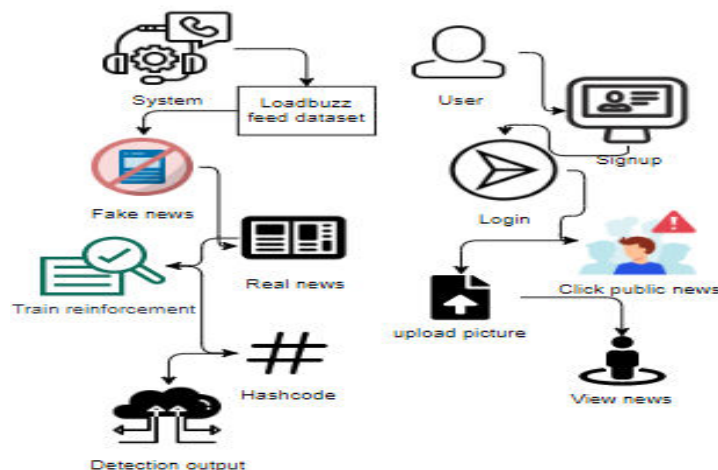 System
Loadbuzz
feed dataset
User
Signup
Fake news
Login
Real news
Click public news
Train reinforcement
upload picture
Hashcode
View news
Detection output